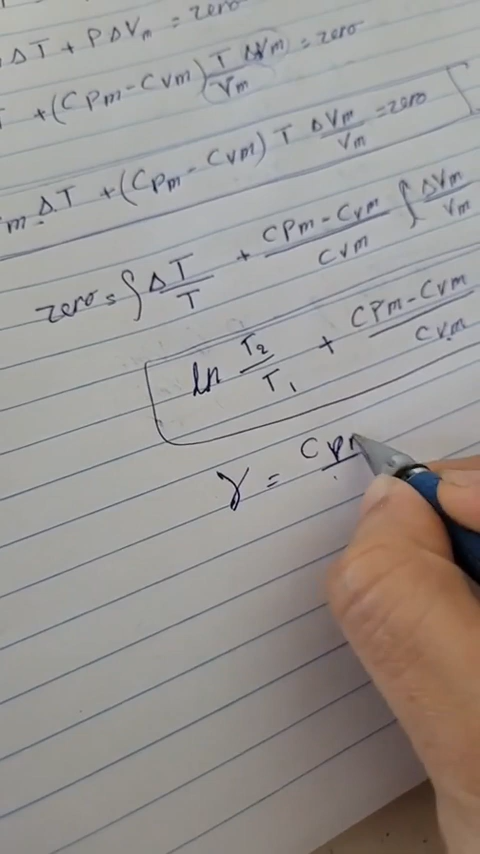 ΔT + PΔVm = zero
+(Cpm-Cvm) T ΔVm/Vm = zero
m ΔT +(Cpm-Cvm) T ΔVm/Vm = zero
zero = ∫ ΔT/T + Cpm-Cvm/Cvm ∫ ΔVm/Vm
ln T2/T1 + Cpm-Cvm/Cvm
γ = Cp